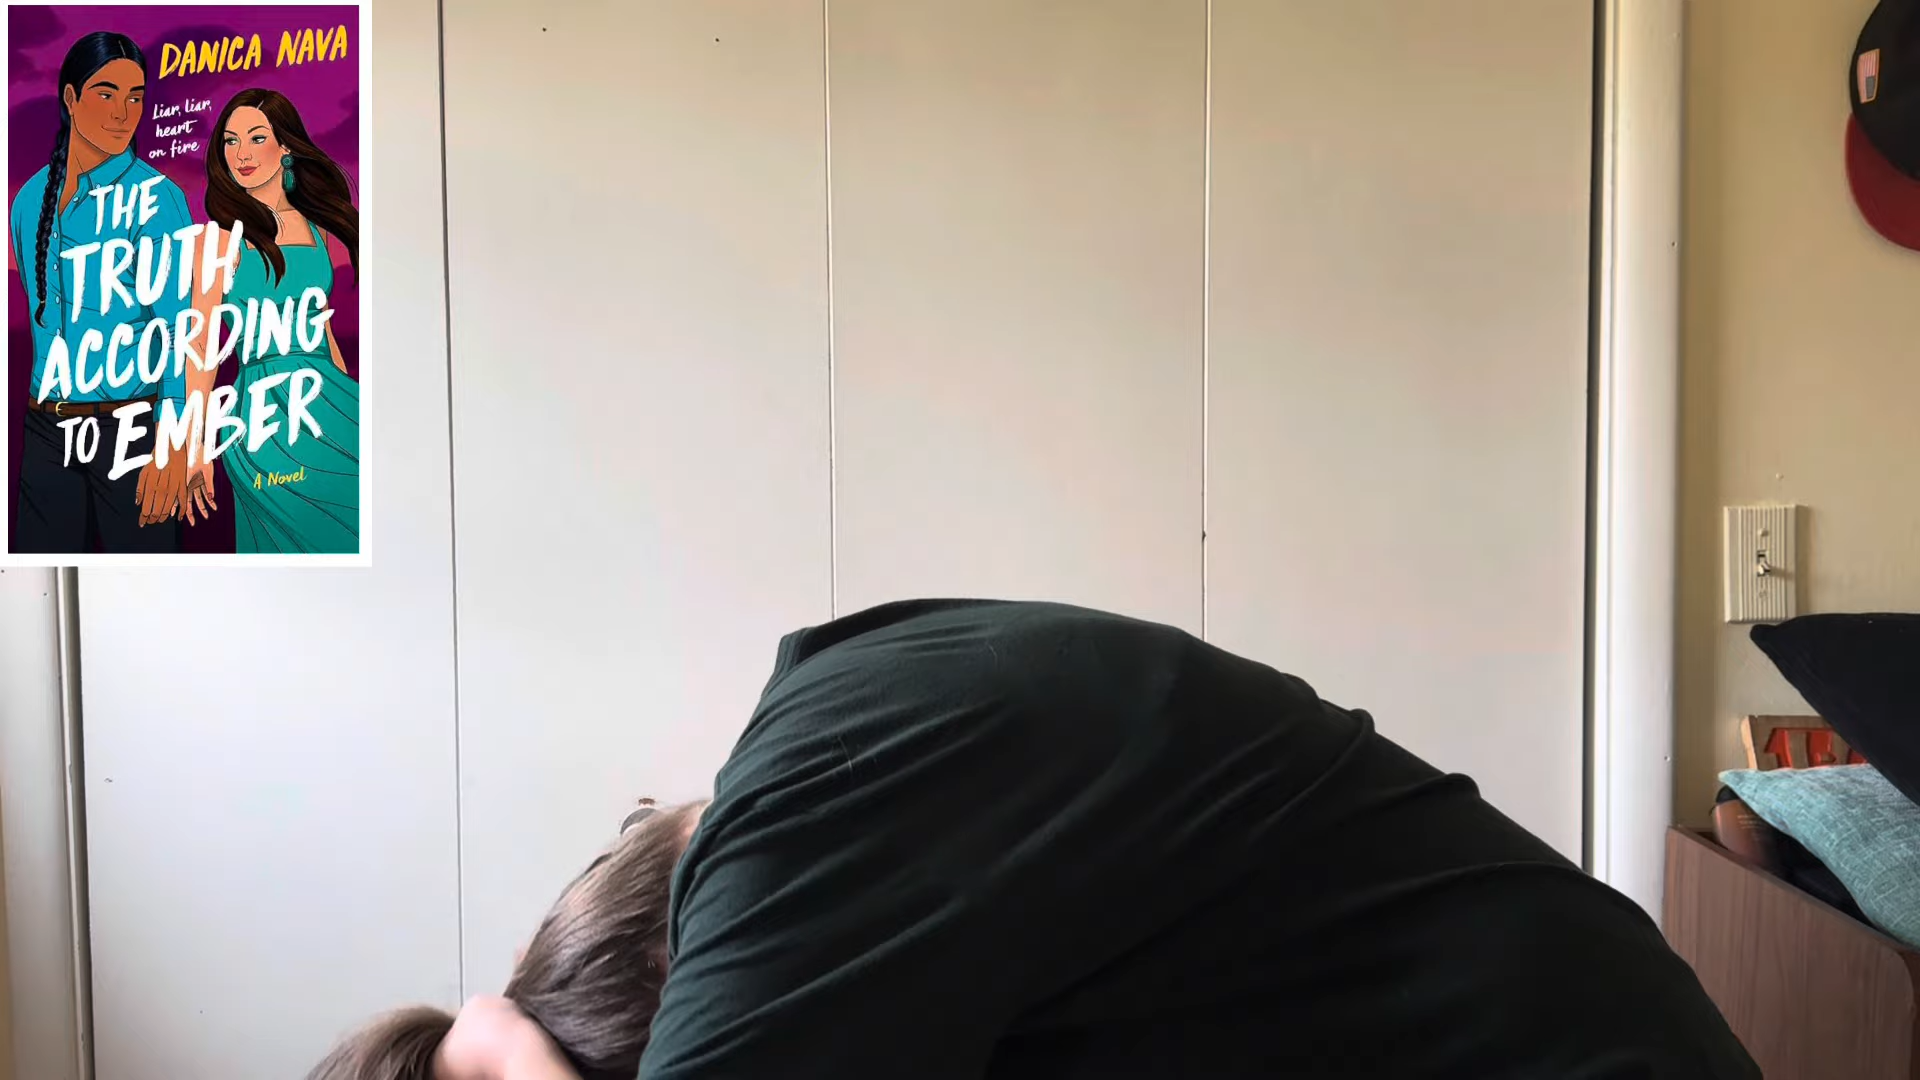 DANICA NAVA
Liar, liar,
heart
on fire
THE
TRUTH
ACCORDING
TO EMBER
A Novel